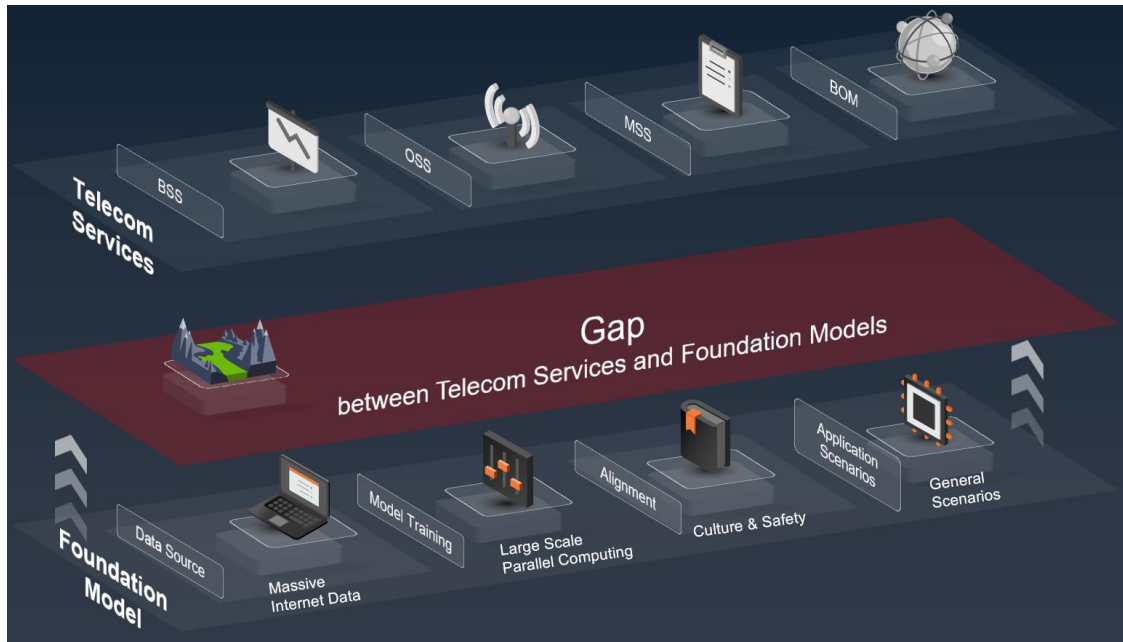 BOM
MSS
OSS
BSS
Telecom
Services
Gap
between Telecom Services and Foundation Models
Application
Scenarios
General
Scenarios
Alignment
Culture & Safety
Model Training
Large Scale
Parallel Computing
Data Source
Massive
Internet Data
Foundation
Model